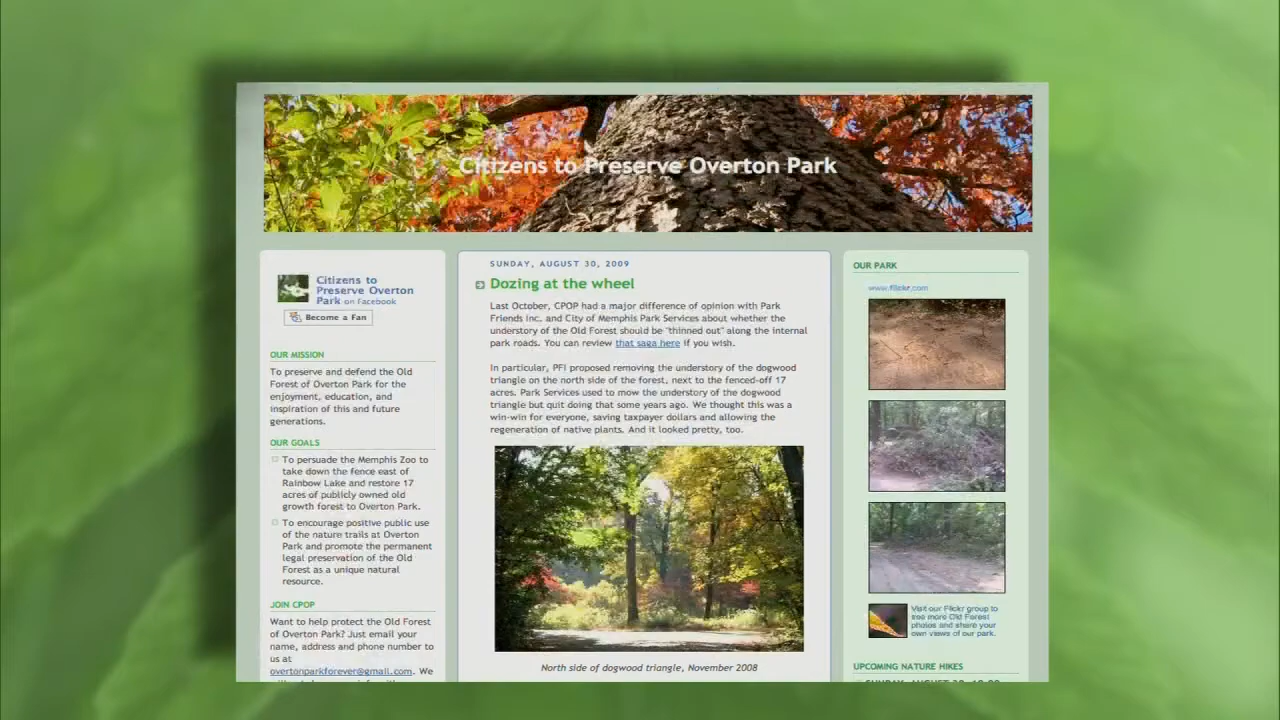 Citizens to Preserve Overton Park
Citizens to
Preserve Overton
Park on Facebook
Become a Fan
OUR MISSION
To preserve and defend the Old
Forest of Overton Park for the
enjoyment, education, and
inspiration of this and future
generations.
OUR GOALS
To persuade the Memphis Zoo to
take down the fence east of
Rainbow Lake and restore 17
acres of publicly owned old
growth forest to Overton Park.
To encourage positive public use
of the nature trails at Overton
Park and promote the permanent
legal preservation of the Old
Forest as a unique natural
resource.
JOIN CPOP
Want to help protect the Old Forest
of Overton Park? Just email your
name, address and phone number to
us at
overtonparkforever@gmail.com. We
SUNDAY, AUGUST 30, 2009
Dozing at the wheel
Last October, CPOP had a major difference of opinion with Park
Friends Inc. and City of Memphis Park Services about whether the
understory of the Old Forest should be "thinned out" along the internal
park roads. You can review that saga here if you wish.
In particular, PFI proposed removing the understory of the dogwood
triangle on the north side of the forest, next to the fenced-off 17
acres. Park Services used to mow the understory of the dogwood
triangle but quit doing that some years ago. We thought this was a
win-win for everyone, saving taxpayer dollars and allowing the
regeneration of native plants. And it looked pretty, too.
North side of dogwood triangle, November 2008
OUR PARK
www.flickr.com
Visit our Flickr group to
see more Old Forest
photos and share your
own views of our park.
UPCOMING NATURE HIKES
SUNDAY, AUGUST 30,